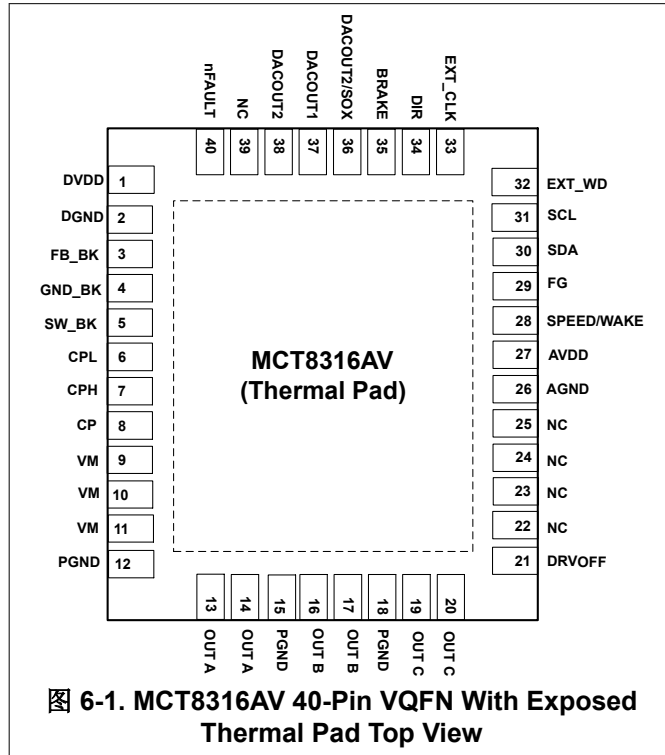 nFAULT NC DACOUT2 DACOUT1 DACOUT2/SOX BRAKE DIR EXT_CLK
40 39 38 37 36 35 34 33
DVDD 1
DGND 2
FB_BK 3
GND_BK 4
SW_BK 5
CPL 6
CPH 7
CP 8
VM 9
VM 10
VM 11
PGND 12
MCT8316AV
(Thermal Pad)
32 EXT_WD
31 SCL
30 SDA
29 FG
28 SPEED/WAKE
27 AVDD
26 AGND
25 NC
24 NC
23 NC
22 NC
21 DRVOFF
13 14 15 16 17 18 19 20
OUT A OUT A PGND OUT B OUT B PGND OUT C OUT C
图 6-1. MCT8316AV 40-Pin VQFN With Exposed
Thermal Pad Top View